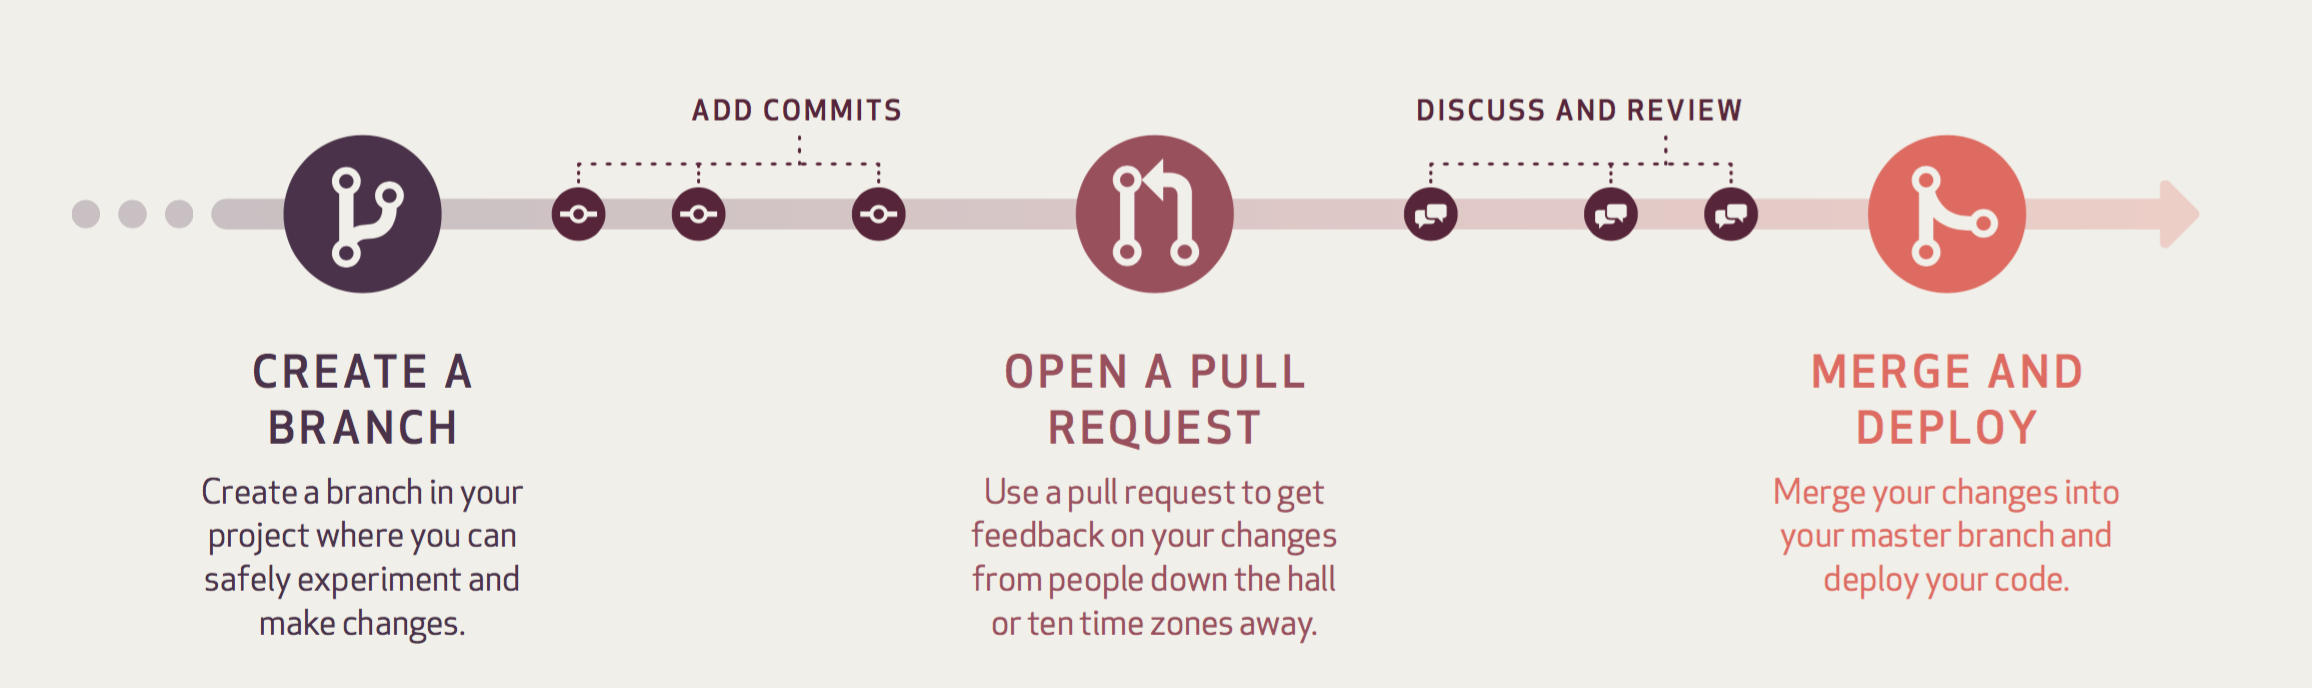 ADD COMMITS
DISCUSS AND REVIEW
CREATE A
BRANCH
Create a branch in your
project where you can
safely experiment and
make changes.
OPEN A PULL
REQUEST
Use a pull request to get
feedback on your changes
from people down the hall
or ten time zones away.
MERGE AND
DEPLOY
Merge your changes into
your master branch and
deploy your code.